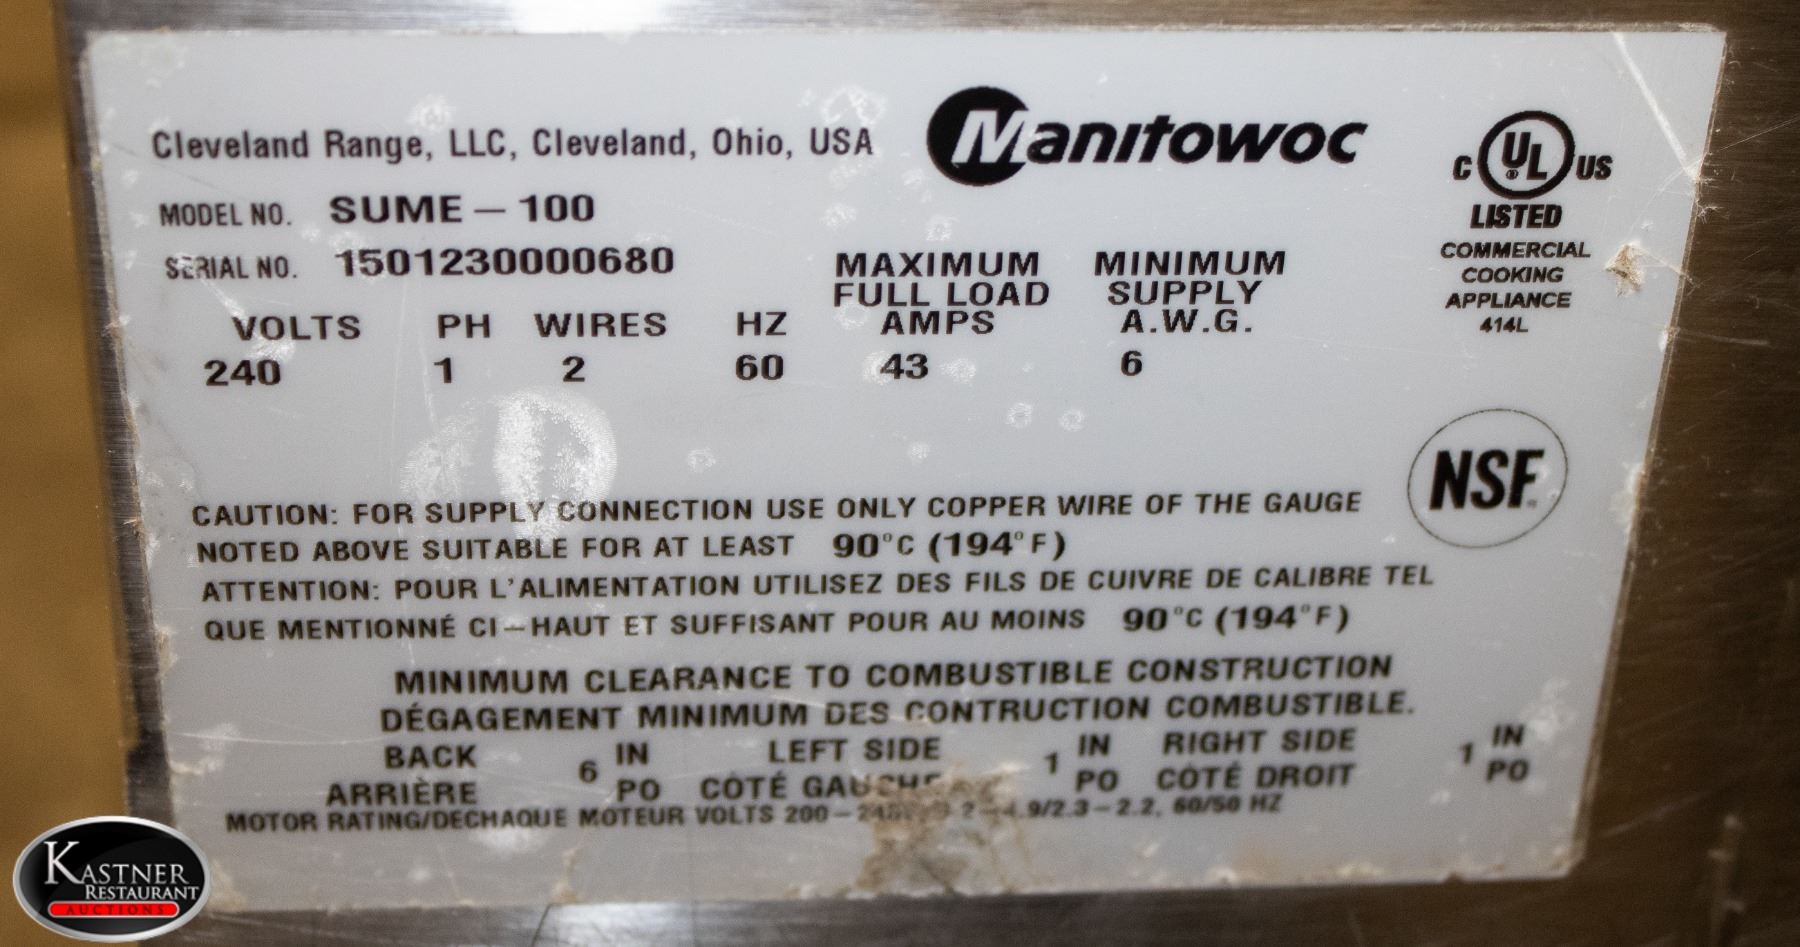 Cleveland Range, LLC, Cleveland, Ohio, USA
Manitowoc
C UL® US
LISTED
COMMERCIAL
COOKING
APPLIANCE
414L
MODEL NO. SUME – 100
SERIAL NO. 1501230000680
VOLTS PH WIRES HZ MAXIMUM FULL LOAD AMPS MINIMUM SUPPLY A.W.G.
240 1 2 60 43 6
NSF
CAUTION: FOR SUPPLY CONNECTION USE ONLY COPPER WIRE OF THE GAUGE
NOTED ABOVE SUITABLE FOR AT LEAST 90°C (194°F)
ATTENTION: POUR L'ALIMENTATION UTILISEZ DES FILS DE CUIVRE DE CALIBRE TEL
QUE MENTIONNÉ CI–HAUT ET SUFFISANT POUR AU MOINS 90°C (194°F)
MINIMUM CLEARANCE TO COMBUSTIBLE CONSTRUCTION
DÉGAGEMENT MINIMUM DES CONTRUCTION COMBUSTIBLE.
BACK 6 IN LEFT SIDE 1 IN RIGHT SIDE 1 IN
ARRIÈRE PO CÔTÉ GAUCHE PO CÔTÉ DROIT PO
MOTOR RATING/DECHAQUE MOTEUR VOLTS 60/50 HZ
KASTNER
RESTAURANT
AUCTIONS